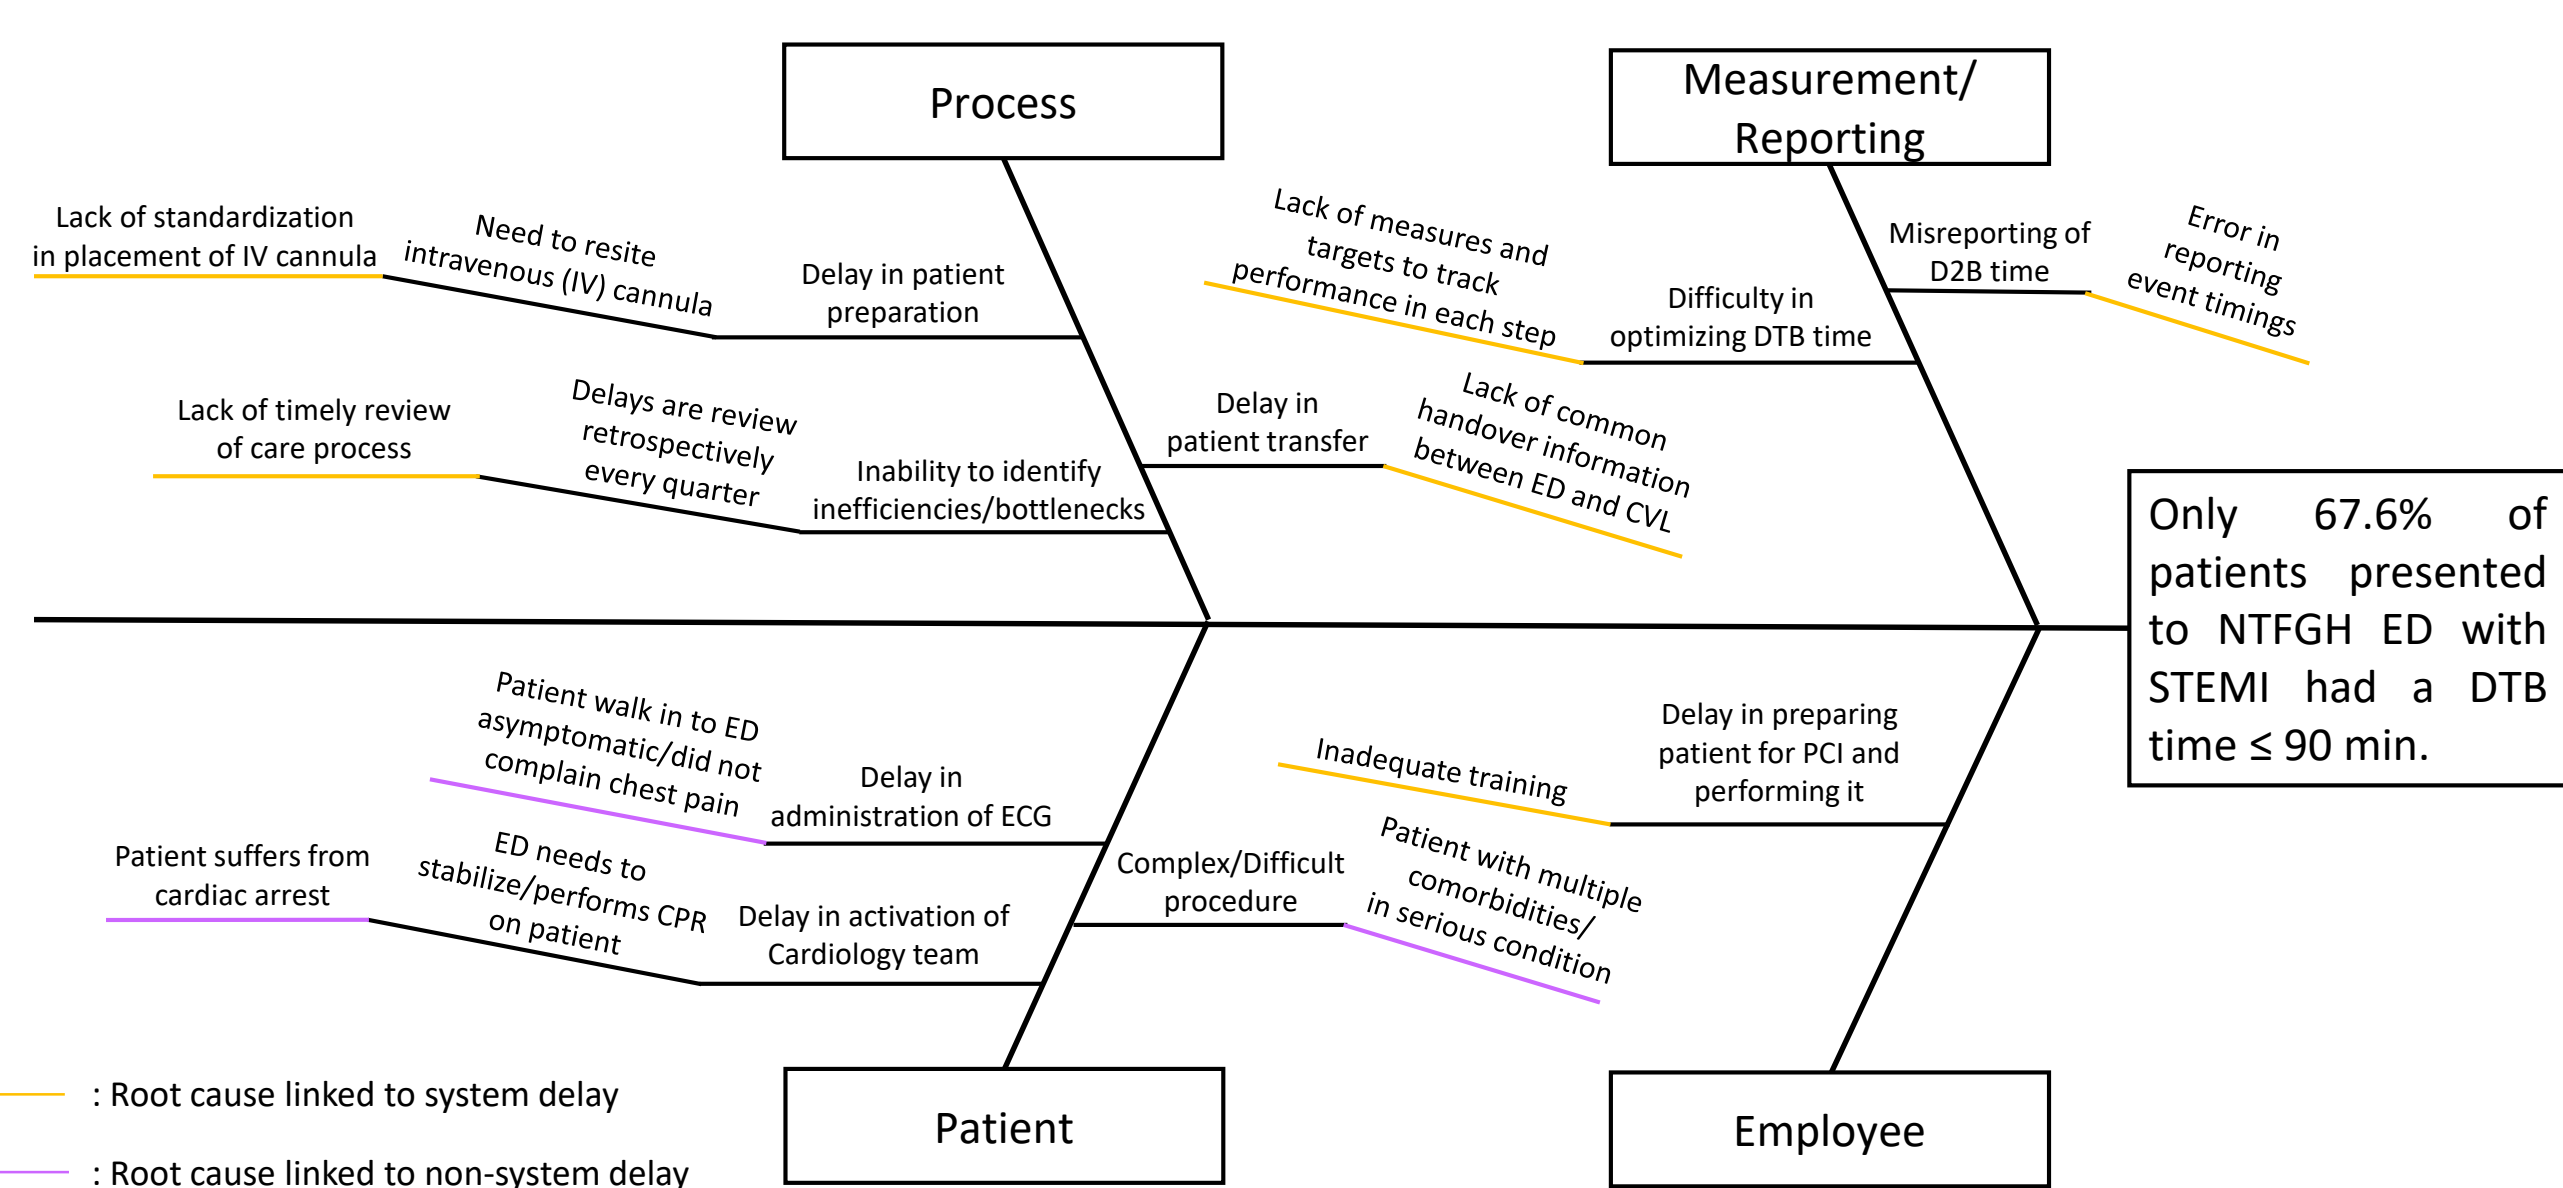 Process
Measurement/
Reporting
Lack of standardization
in placement of IV cannula
Need to resite
intravenous (IV) cannula
Delay in patient
preparation
Lack of measures and
targets to track
performance in each step
Difficulty in
optimizing DTB time
Misreporting of
D2B time
Error in
reporting
event timings
Lack of timely review
of care process
Delays are review
retrospectively
every quarter
Inability to identify
inefficiencies/bottlenecks
Delay in
patient transfer
Lack of common
handover information
between ED and CVL
Only 67.6% of
patients presented
to NTFGH ED with
STEMI had a DTB
time ≤ 90 min.
Patient walk in to ED
asymptomatic/did not
complain chest pain
Delay in
administration of ECG
Patient suffers from
cardiac arrest
ED needs to
stabilize/performs CPR
on patient
Delay in activation of
Cardiology team
Complex/Difficult
procedure
Patient with multiple
comorbidities/
in serious condition
Inadequate training
Delay in preparing
patient for PCI and
performing it
: Root cause linked to system delay
: Root cause linked to non-system delay
Patient
Employee